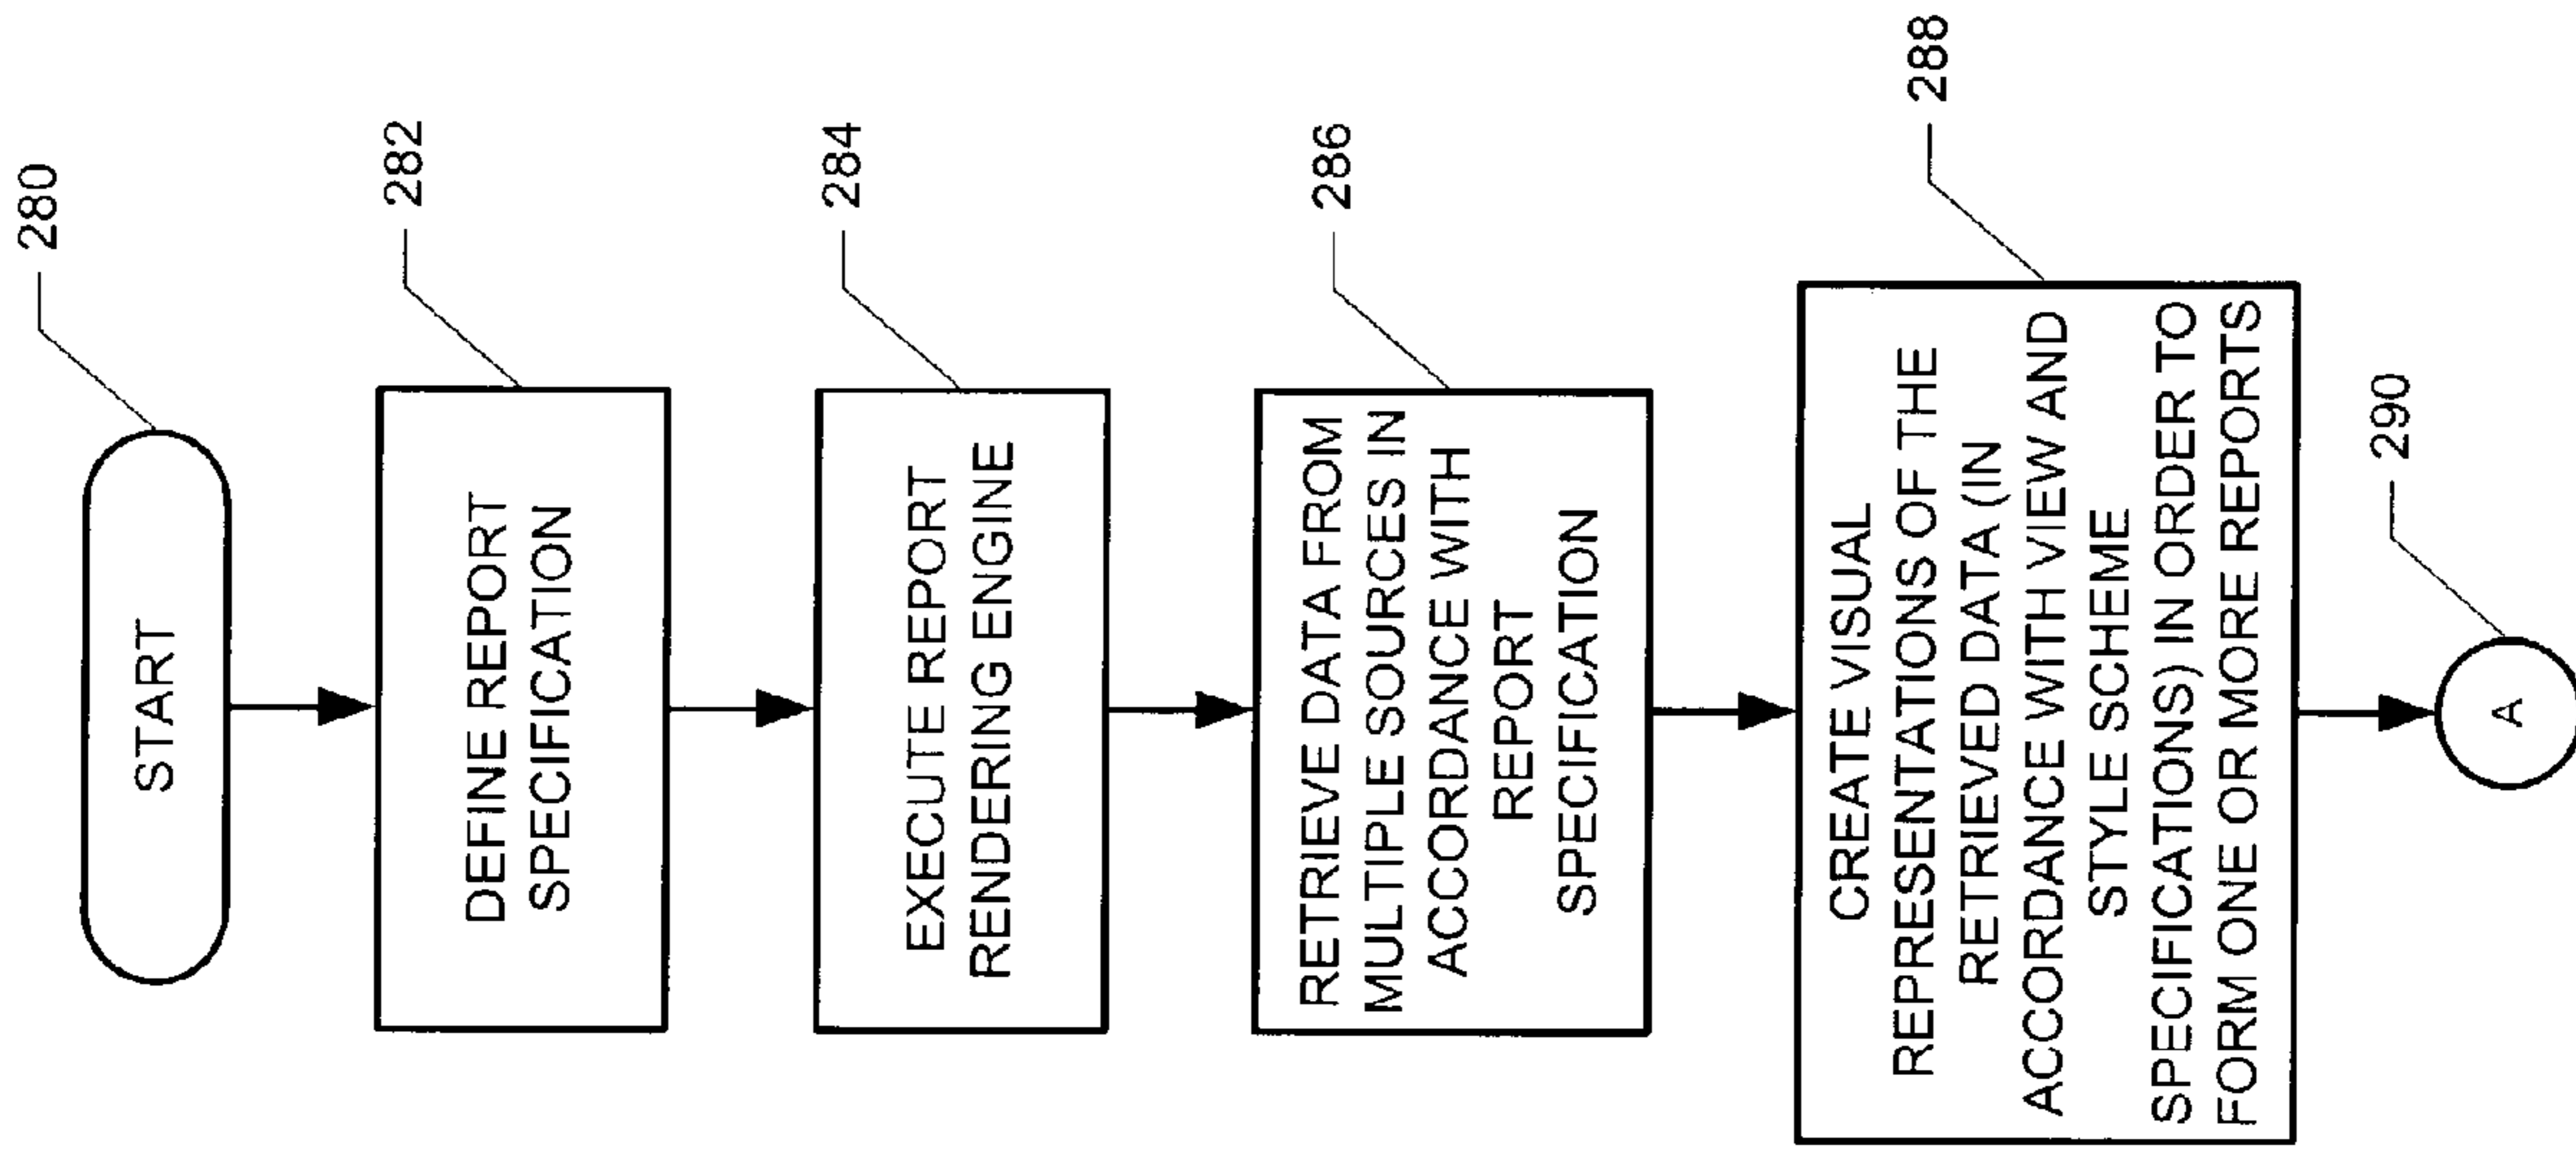 280
START
282
DEFINE REPORT
SPECIFICATION
284
EXECUTE REPORT
RENDERING ENGINE
286
RETRIEVE DATA FROM
MULTIPLE SOURCES IN
ACCORDANCE WITH
REPORT
SPECIFICATION
288
CREATE VISUAL
REPRESENTATIONS OF THE
RETRIEVED DATA (IN
ACCORDANCE WITH VIEW AND
STYLE SCHEME
SPECIFICATIONS) IN ORDER TO
FORM ONE OR MORE REPORTS
290
A